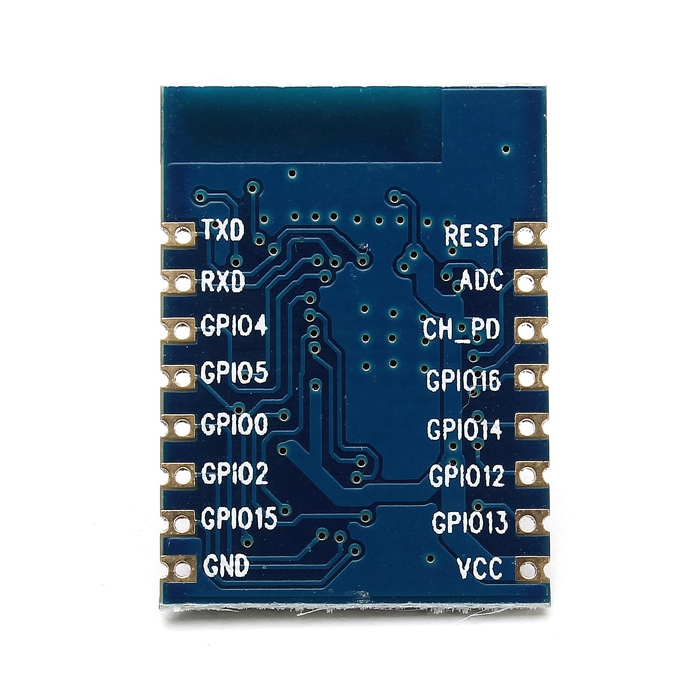 TXD REST
RXD ADC
GPIO4 CH_PD
GPIO5 GPIO16
GPIO0 GPIO14
GPIO2 GPIO12
GPIO15 GPIO13
GND VCC